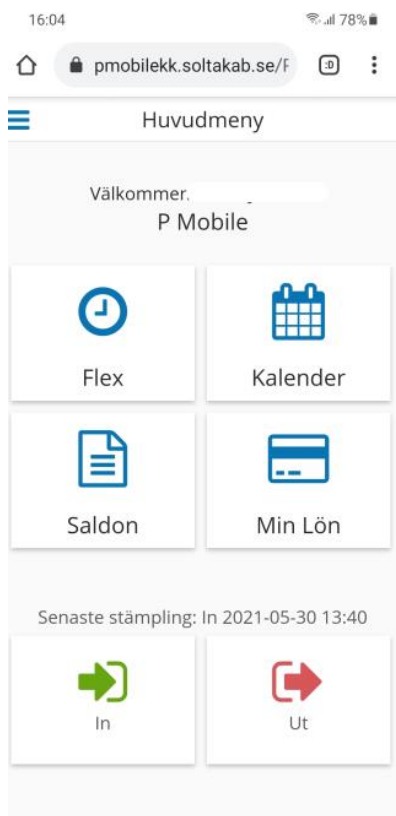 16:04 78%
pmobilekk.soltakab.se/F :D
Huvudmeny
Välkommen
P Mobile
Flex Kalender
Saldon Min Lön
Senaste stämpling: In 2021-05-30 13:40
In Ut